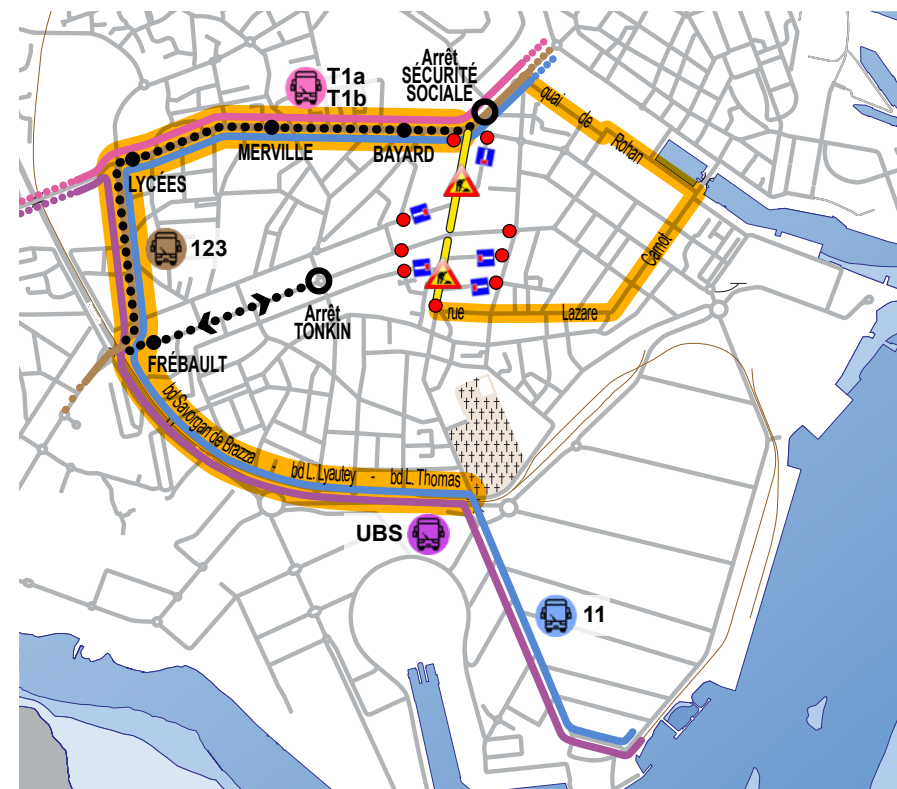 T1a
T1b
Arrêt
SÉCURITÉ
SOCIALE
quai de Rohan
MERVILLE
BAYARD
LYCÉES
123
Carnot
Arrêt
TONKIN
rue Lazare
FRÉBAULT
bd Savorgnan de Brazza - bd L. Lyautey - bd L. Thomas
UBS
11